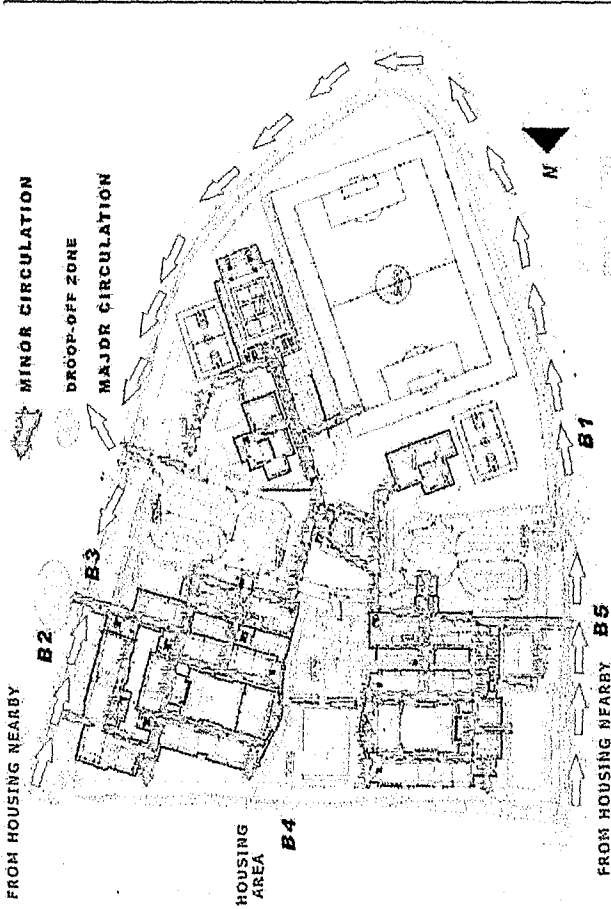 MINOR CIRCULATION
DROOP-OFF ZONE
MAJOR CIRCULATION
FROM HOUSING NEARBY
B2
B3
HOUSING
AREA
B4
N
B1
FROM HOUSING NEARBY
B5